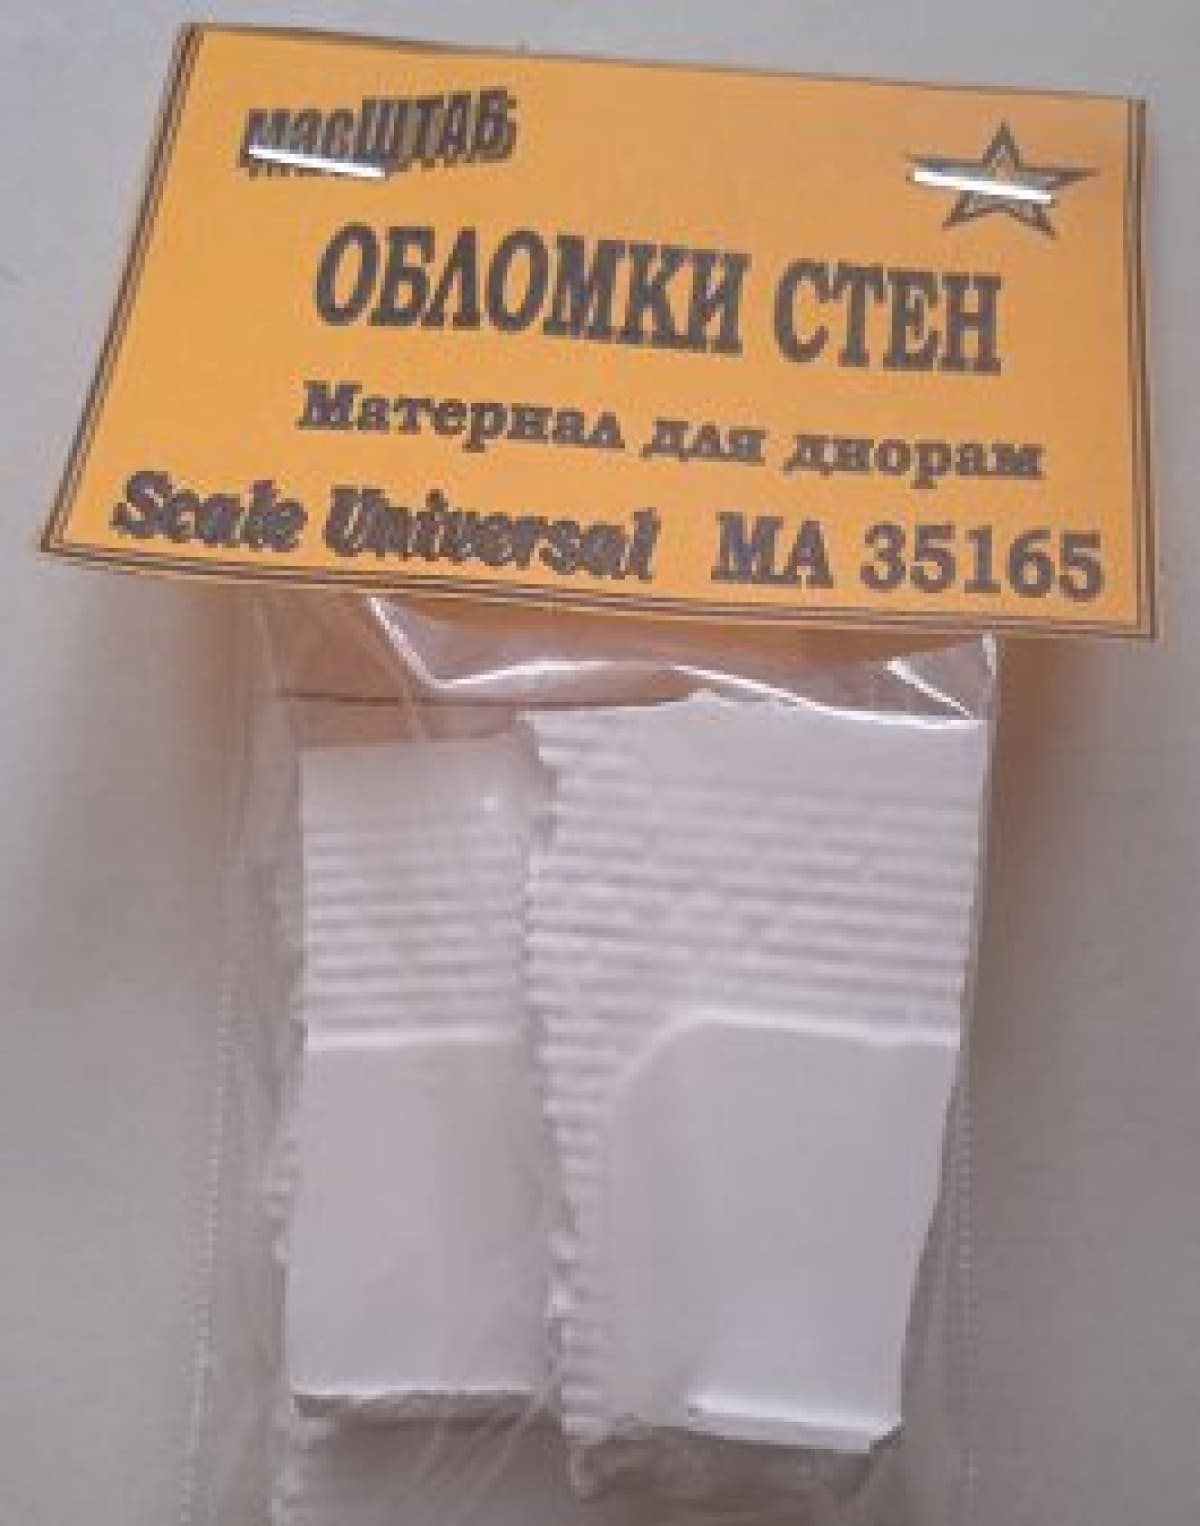 масШТАБ
ОБЛОМКИ СТЕН
Материал для диорам
Scale Universal MA 35165